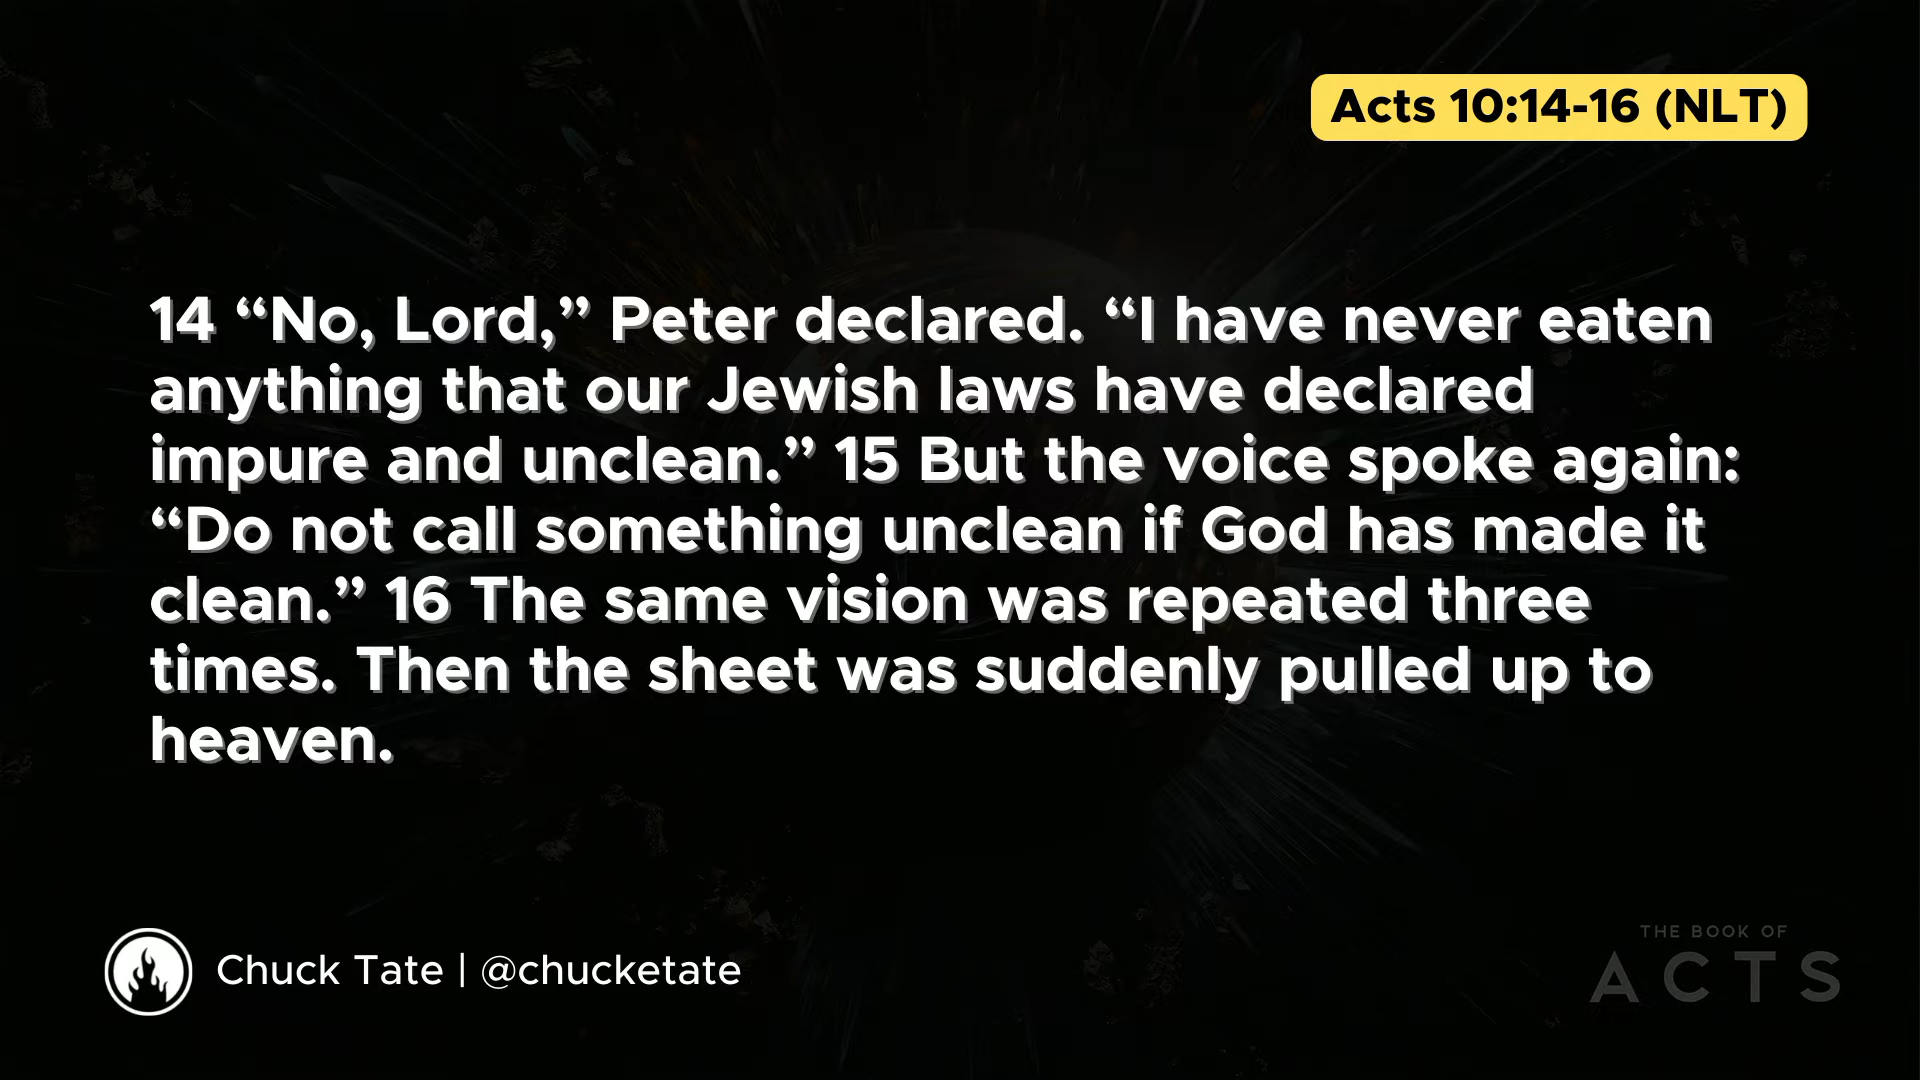 Acts 10:14-16 (NLT)
14 “No, Lord,” Peter declared. “I have never eaten
anything that our Jewish laws have declared
impure and unclean.” 15 But the voice spoke again:
“Do not call something unclean if God has made it
clean.” 16 The same vision was repeated three
times. Then the sheet was suddenly pulled up to
heaven.
Chuck Tate | @chucketate
THE BOOK OF
ACTS